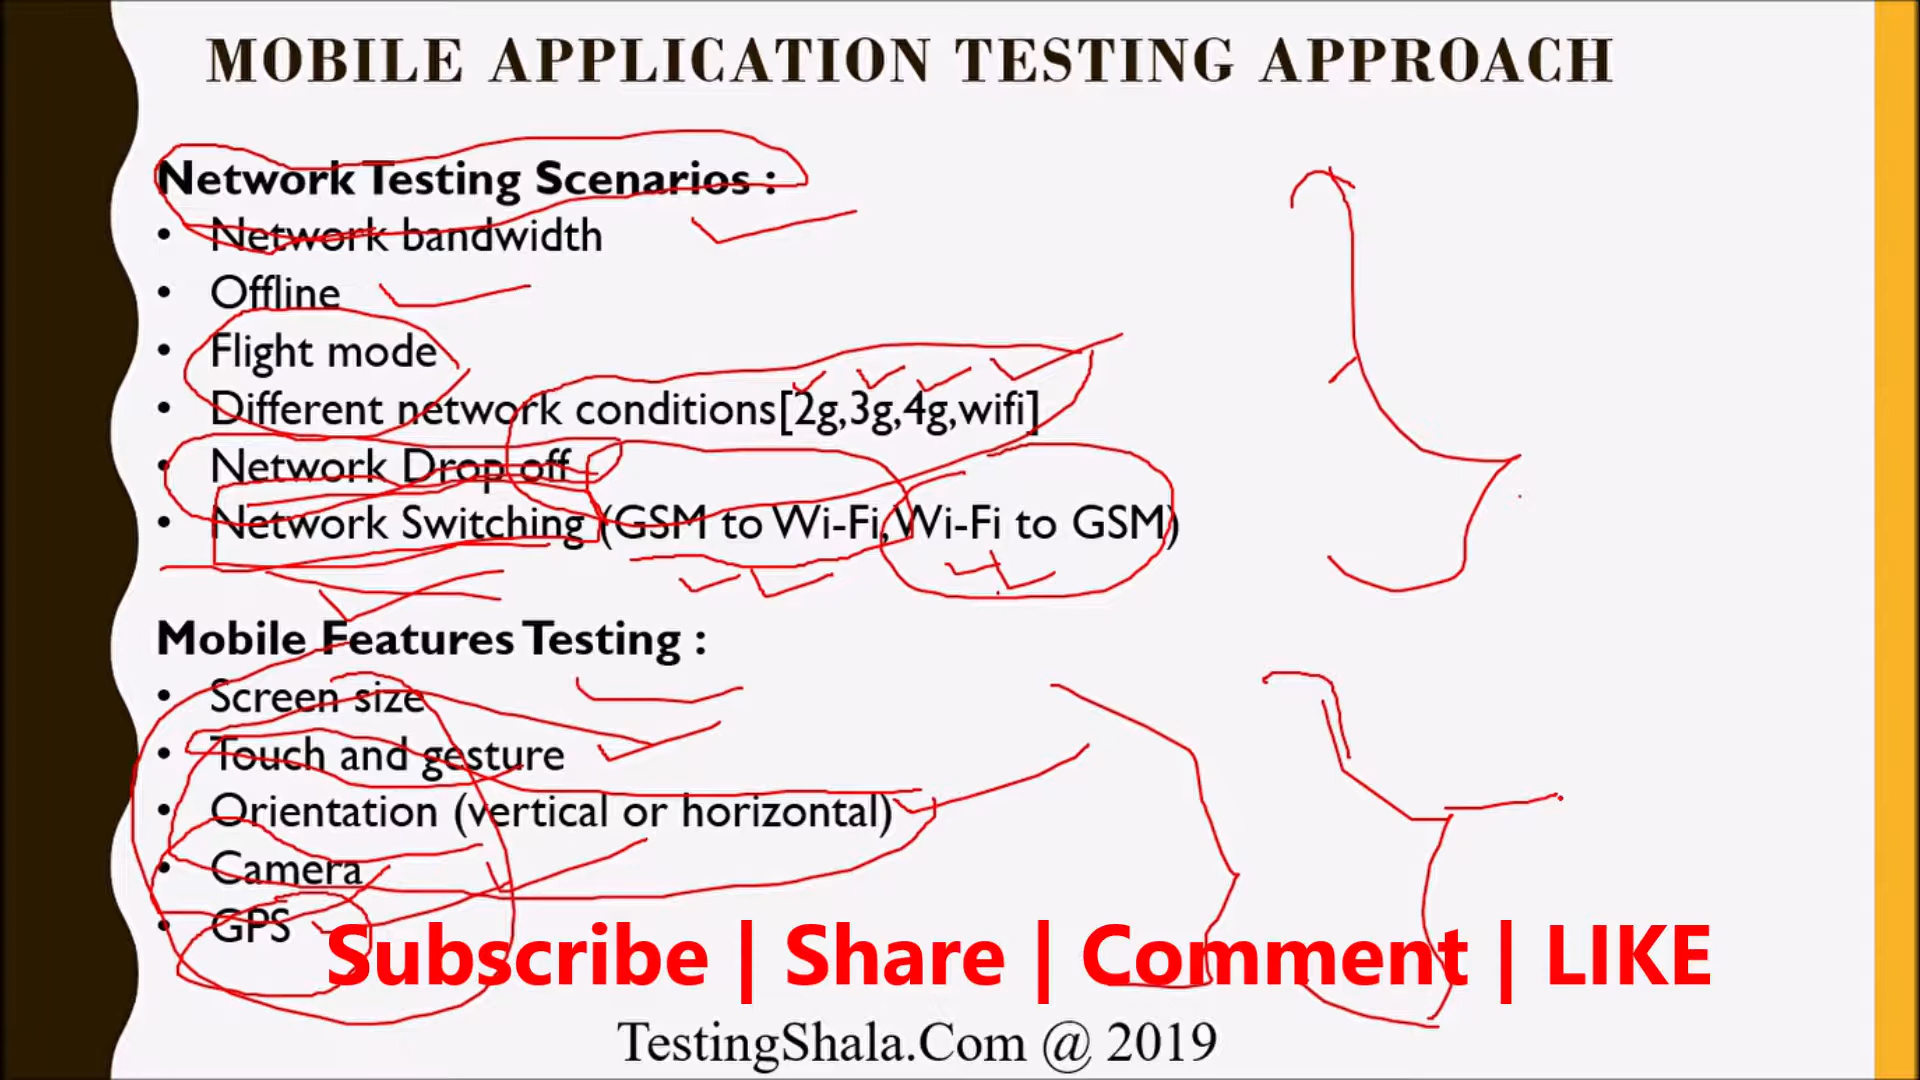 MOBILE APPLICATION TESTING APPROACH
Network Testing Scenarios :
• Network bandwidth
• Offline
• Flight mode
• Different network conditions[2g,3g,4g,wifi]
• Network Drop off
• Network Switching (GSM to Wi-Fi,Wi-Fi to GSM)
Mobile Features Testing :
• Screen size
• Touch and gesture
• Orientation (vertical or horizontal)
• Camera
• GPS
Subscribe | Share | Comment | LIKE
TestingShala.Com @ 2019